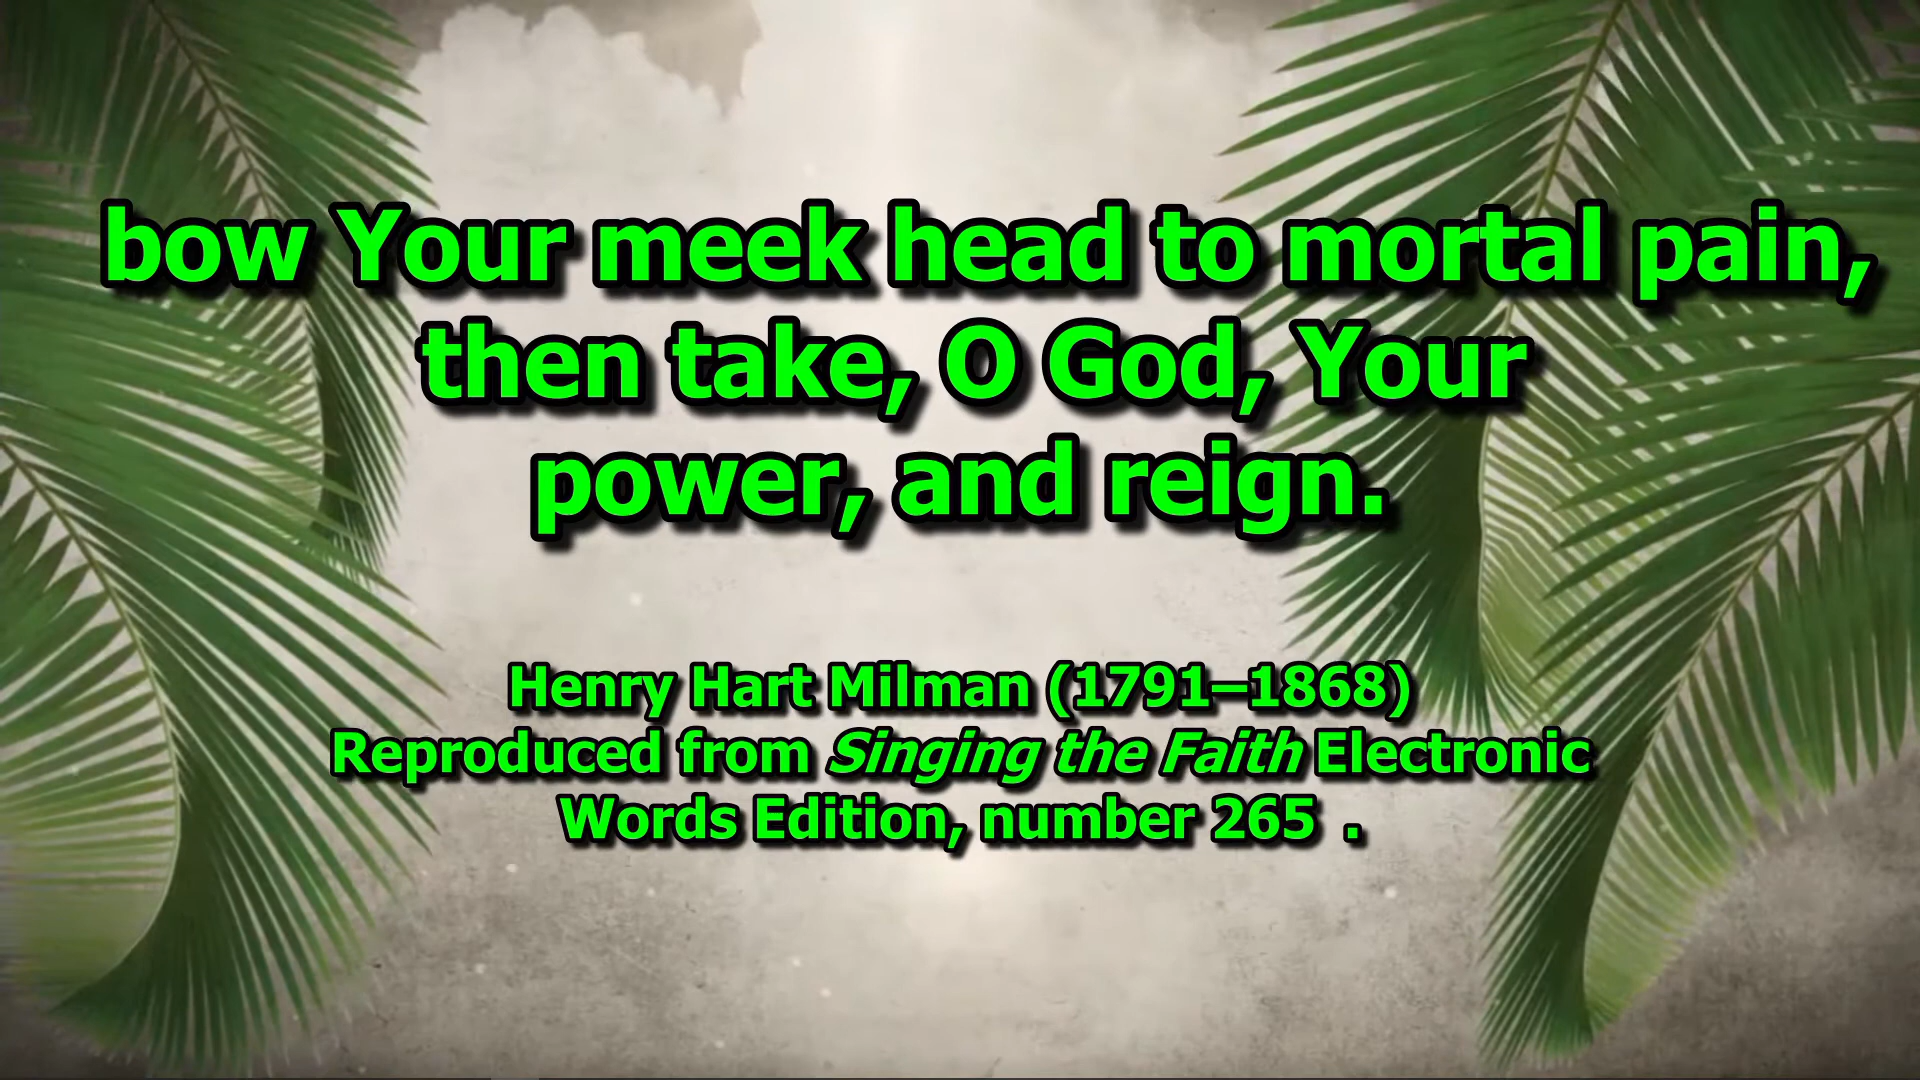 bow Your meek head to mortal pain,
then take, O God, Your
power, and reign.
Henry Hart Milman (1791–1868)
Reproduced from Singing the Faith Electronic
Words Edition, number 265 .